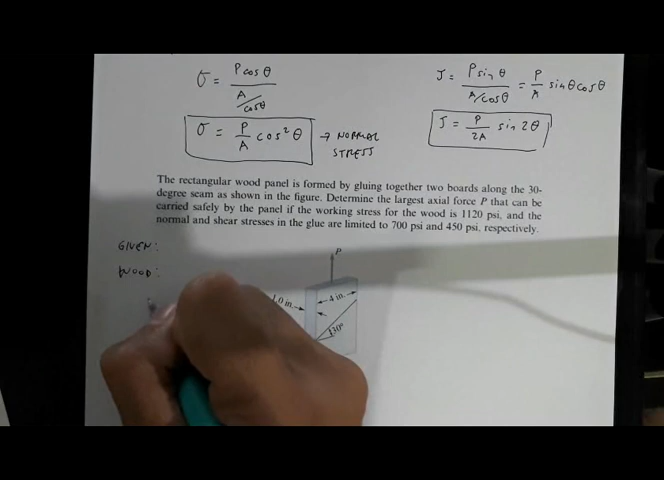 σ = P cos θ / A/cos θ
σ = P/A cos² θ → NORMAL STRESS
J = P sin θ / A/cos θ = P/A sin θ cos θ
J = P/2A sin 2θ
The rectangular wood panel is formed by gluing together two boards along the 30-
degree seam as shown in the figure. Determine the largest axial force P that can be
carried safely by the panel if the working stress for the wood is 1120 psi, and the
normal and shear stresses in the glue are limited to 700 psi and 450 psi, respectively.
GIVEN:
WOOD:
P
1.0 in.
4 in.
30°